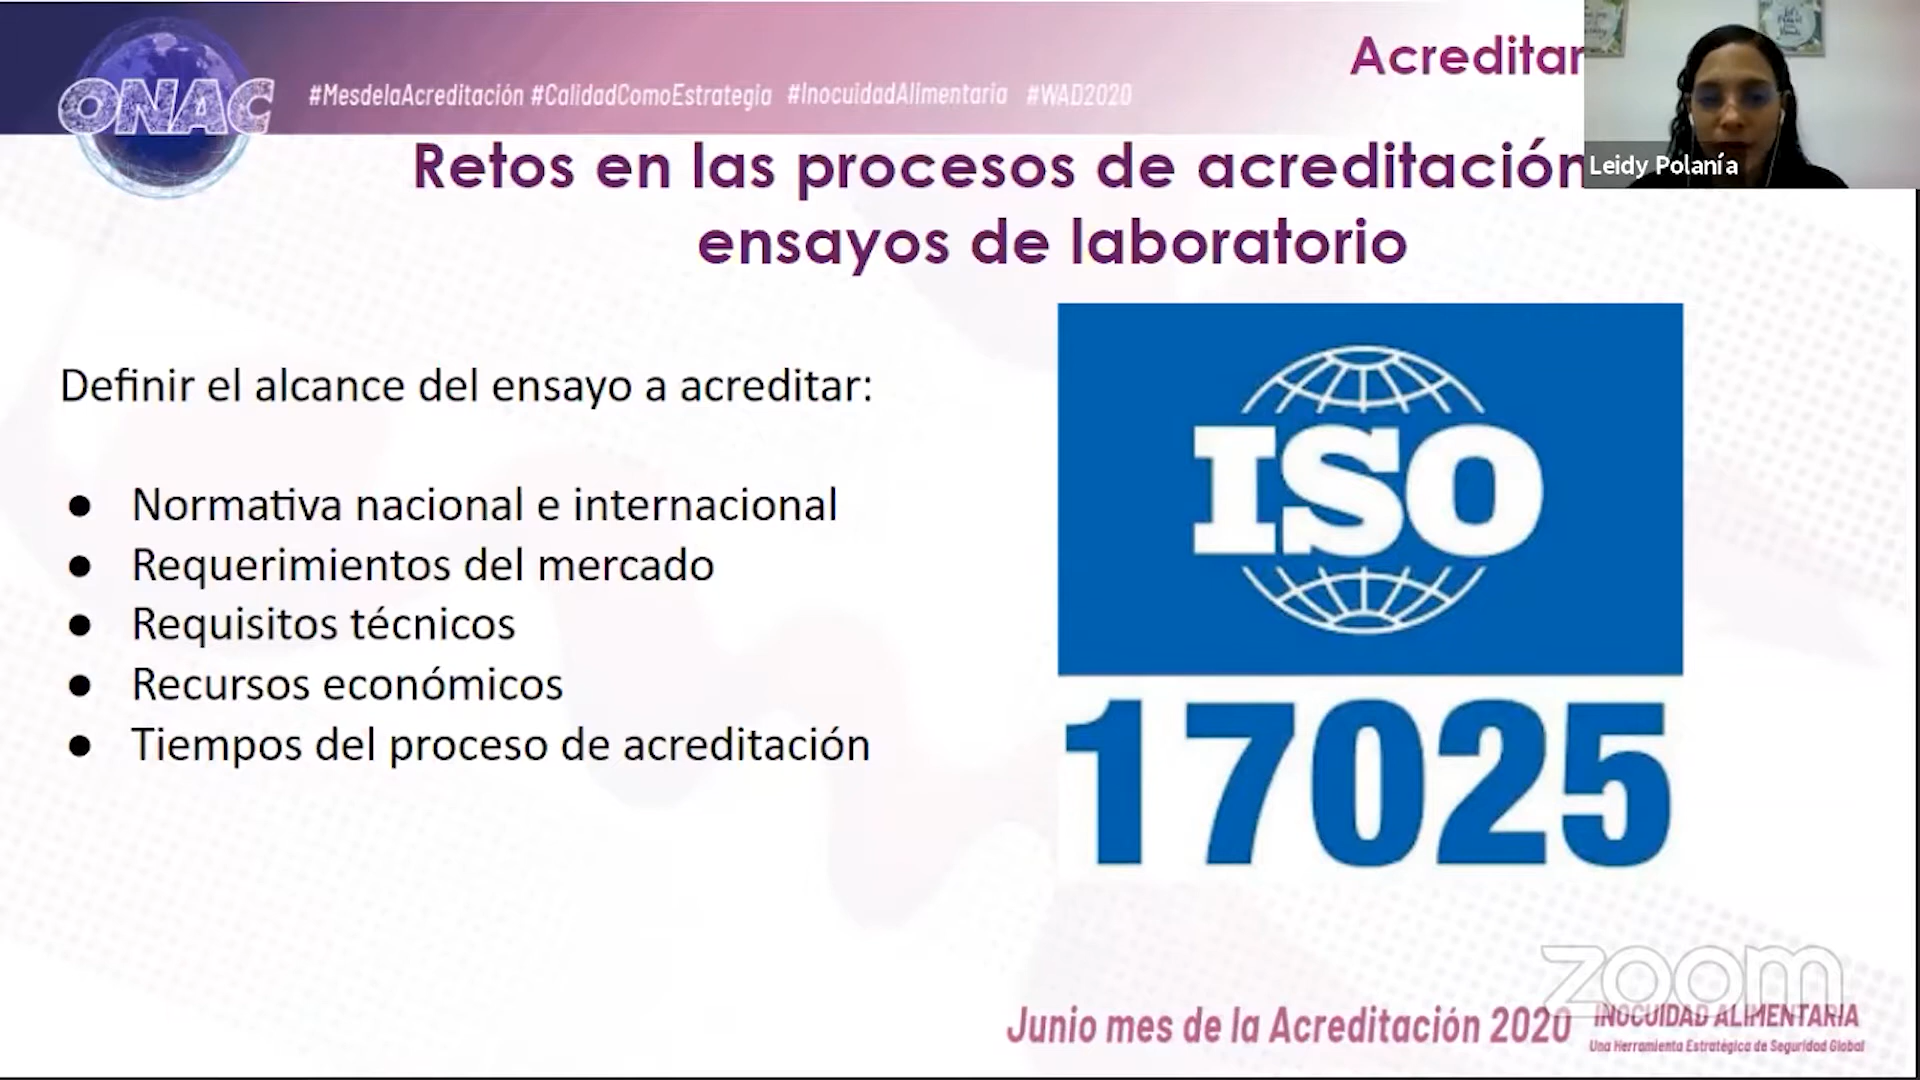 ONAC
#MesdelaAcreditación #CalidadComoEstrategia #InocuidadAlimentaria #WAD2020
Acreditar
Leidy Polanía
Retos en las procesos de acreditación
ensayos de laboratorio
Definir el alcance del ensayo a acreditar:
● Normativa nacional e internacional
● Requerimientos del mercado
● Requisitos técnicos
● Recursos económicos
● Tiempos del proceso de acreditación
ISO
17025
zoom
Junio mes de la Acreditación 2020
INOCUIDAD ALIMENTARIA
Una Herramienta Estratégica de Seguridad Global